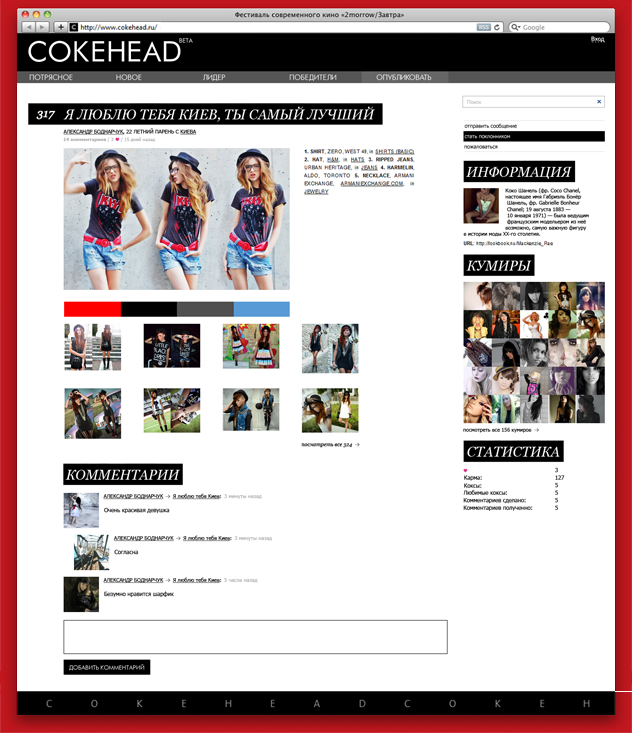 Фестиваль современного кино «2morrow/Завтра»
http://www.cokehead.ru/
RSS
Google
COKEHEAD BETA
Вход
ПОТРЯСНОЕ НОВОЕ ЛИДЕР ПОБЕДИТЕЛИ ОПУБЛИКОВАТЬ
Поиск
317 Я ЛЮБЛЮ ТЕБЯ КИЕВ, ТЫ САМЫЙ ЛУЧШИЙ
АЛЕКСАНДР БОДНАРЧУК, 22 ЛЕТНИЙ ПАРЕНЬ С КИЕВА
14 комментариев / 3 ♥ / 15 дней назад
1. SHIRT, ZERO, WEST 49, in SHIRTS (BASIC)
2. HAT, H&M, in HATS 3. RIPPED JEANS,
URBAN HERITAGE, in JEANS 4. HARMELIN,
ALDO, TORONTO 5. NECKLACE, ARMANI
EXCHANGE, ARMANIEXCHANGE.COM, in
JEWELRY
посмотреть все 324 →
КОММЕНТАРИИ
АЛЕКСАНДР БОДНАРЧУК → Я люблю тебя Киев: 3 минуты назад
Очень красивая девушка
АЛЕКСАНДР БОДНАРЧУК → Я люблю тебя Киев: 3 минуты назад
Согласна
АЛЕКСАНДР БОДНАРЧУК → Я люблю тебя Киев: 5 часов назад
Безумно нравится шарфик
ДОБАВИТЬ КОММЕНТАРИЙ
отправить сообщение
стать поклонником
пожаловаться
ИНФОРМАЦИЯ
Коко Шанель (фр. Coco Chanel,
настоящее имя Габриэль Бонёр
Шанель, фр. Gabrielle Bonheur
Chanel; 19 августа 1883 —
10 января 1971) — была ведущим
французским модельером из неё
возможно, самую важную фигуру
в истории моды XX-го столетия.
URL: http://lookbook.nu/Mackenzie_Rae
КУМИРЫ
посмотреть все 156 кумиров →
СТАТИСТИКА
♥ 3
Карма: 127
Коксы: 5
Любимые коксы: 5
Комментариев сделано: 5
Комментариев полученно: 5
C O K E H E A D C O K E H